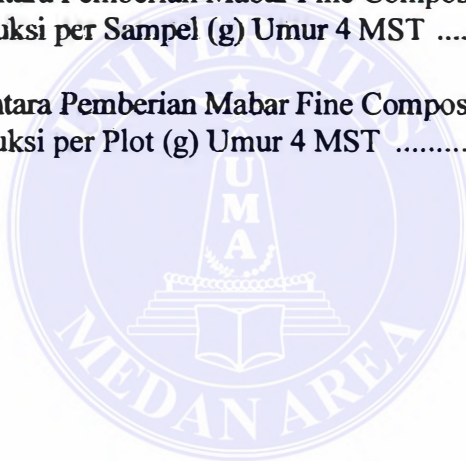 ntara Pemberian Mabar Fine Compos
uksi per Sampel (g) Umur 4 MST ....
ntara Pemberian Mabar Fine Compos
uksi per Plot (g) Umur 4 MST .........
UNIVERSITAS
UMA
MEDAN AREA